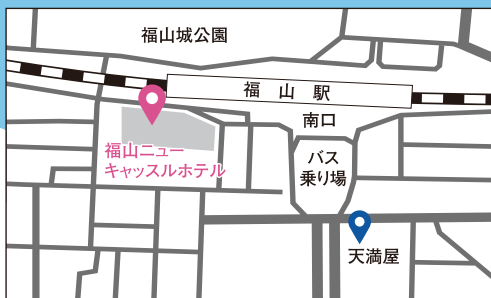 福山城公園
福山駅
南口
福山ニュー
キャッスルホテル
バス
乗り場
天満屋